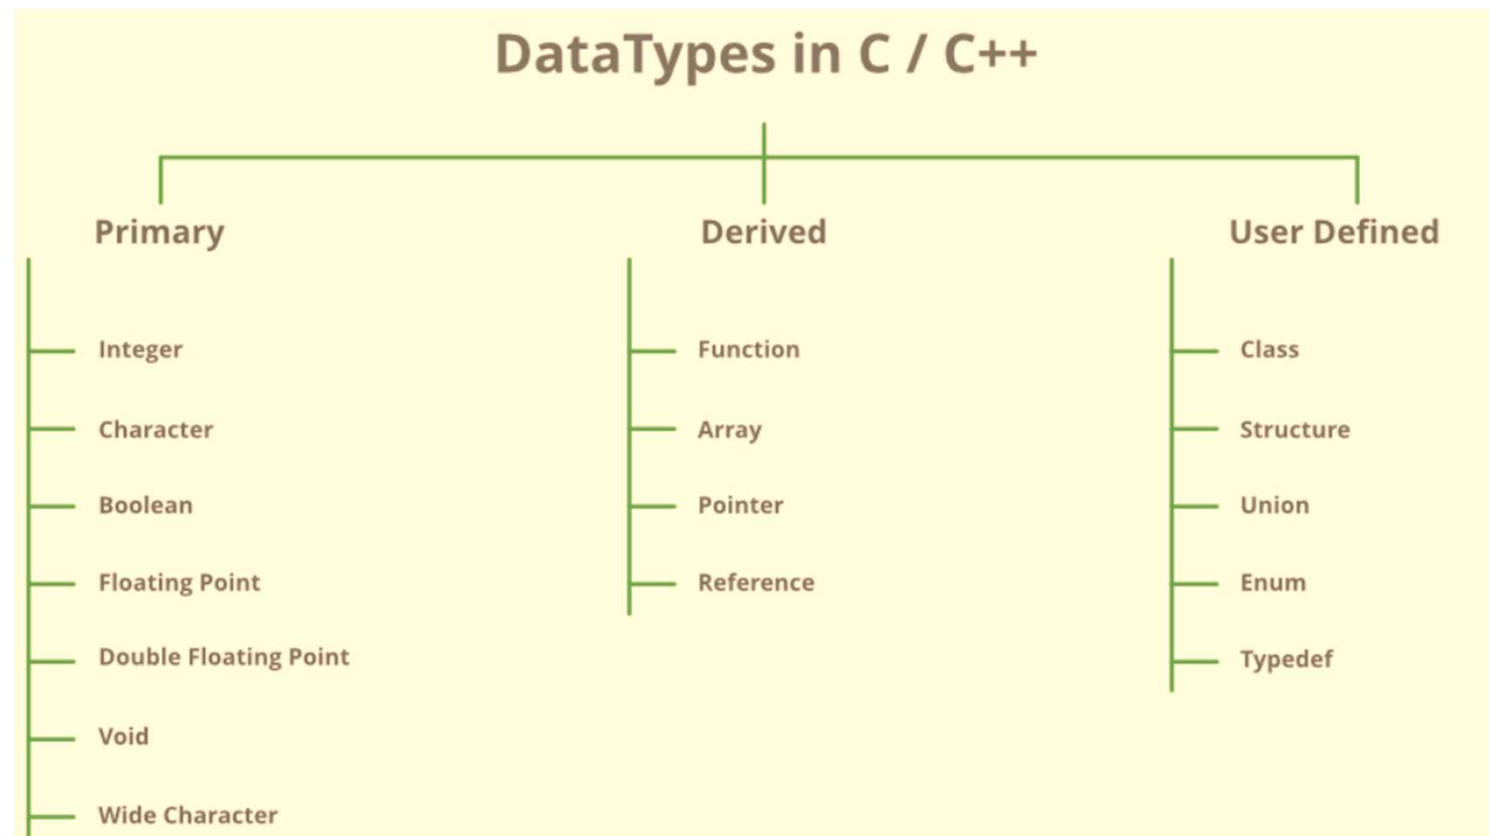 DataTypes in C / C++
Primary
Integer
Character
Boolean
Floating Point
Double Floating Point
Void
Wide Character
Derived
Function
Array
Pointer
Reference
User Defined
Class
Structure
Union
Enum
Typedef